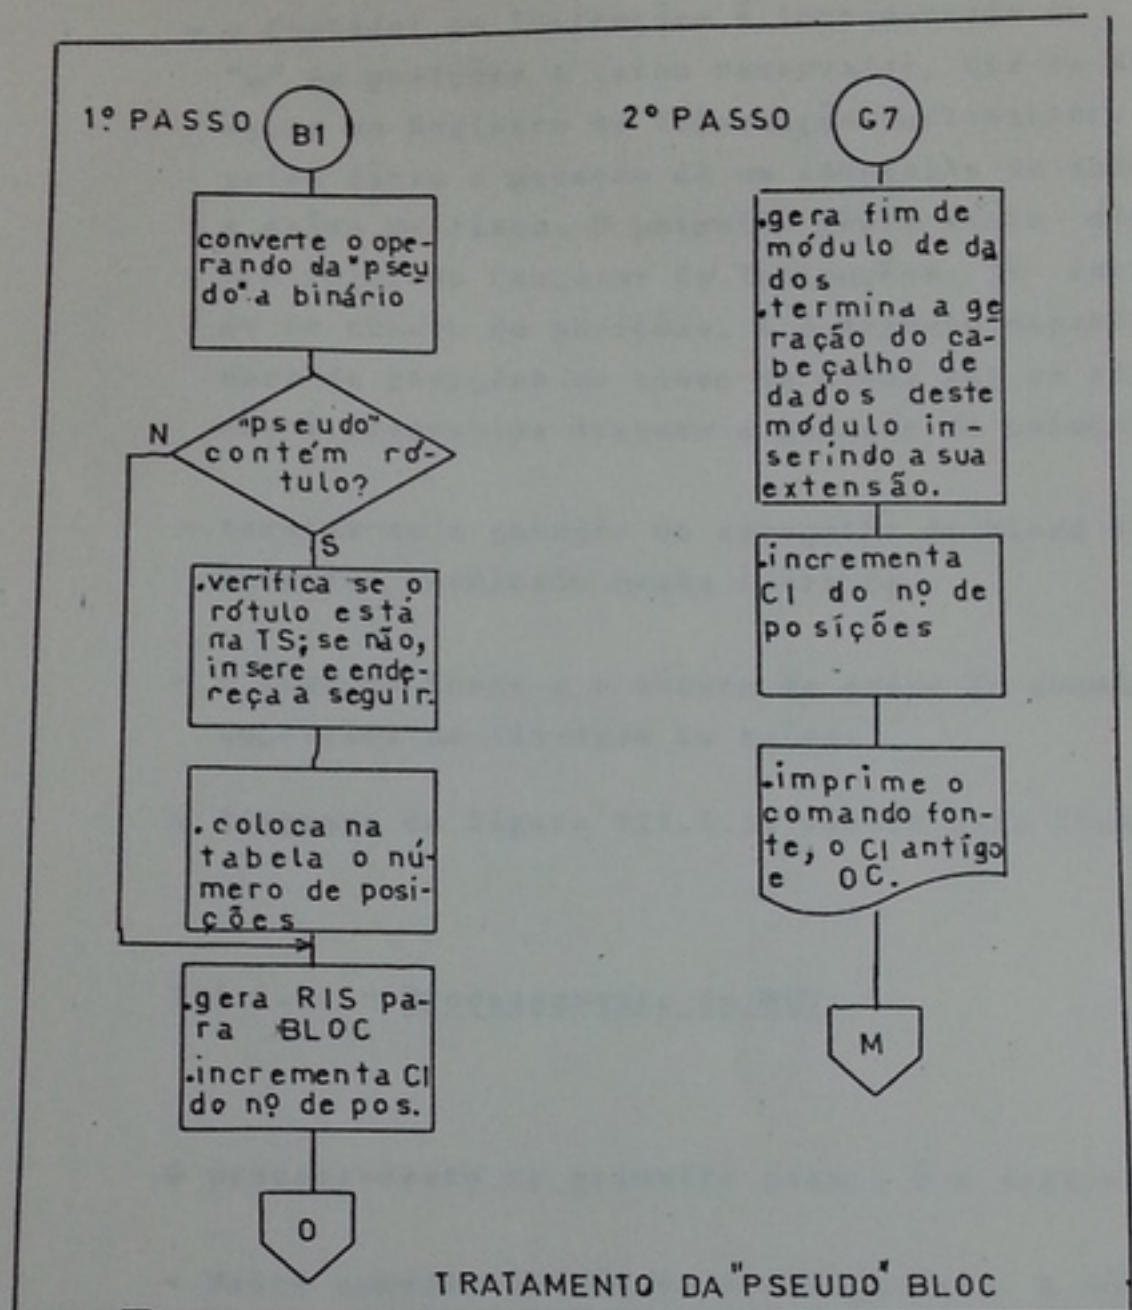 1º PASSO
B1
converte o ope-
rando da "pseu
do" a binário
"pseudo"
contém ró-
tulo?
N
S
.verifica se o
rótulo está
na TS; se não,
insere e ende-
reça a seguir.
.coloca na
tabela o nú-
mero de posi-
ções
.gera RIS pa-
ra BLOC
.incrementa CI
do nº de pos.
O
2º PASSO
G7
.gera fim de
módulo de da
dos
.termina a ge
ração do ca-
beçalho de
dados deste
módulo in-
serindo a sua
extensão.
.incrementa
CI do nº de
posições
.imprime o
comando fon-
te, o CI antigo
e OC.
M
TRATAMENTO DA "PSEUDO" BLOC